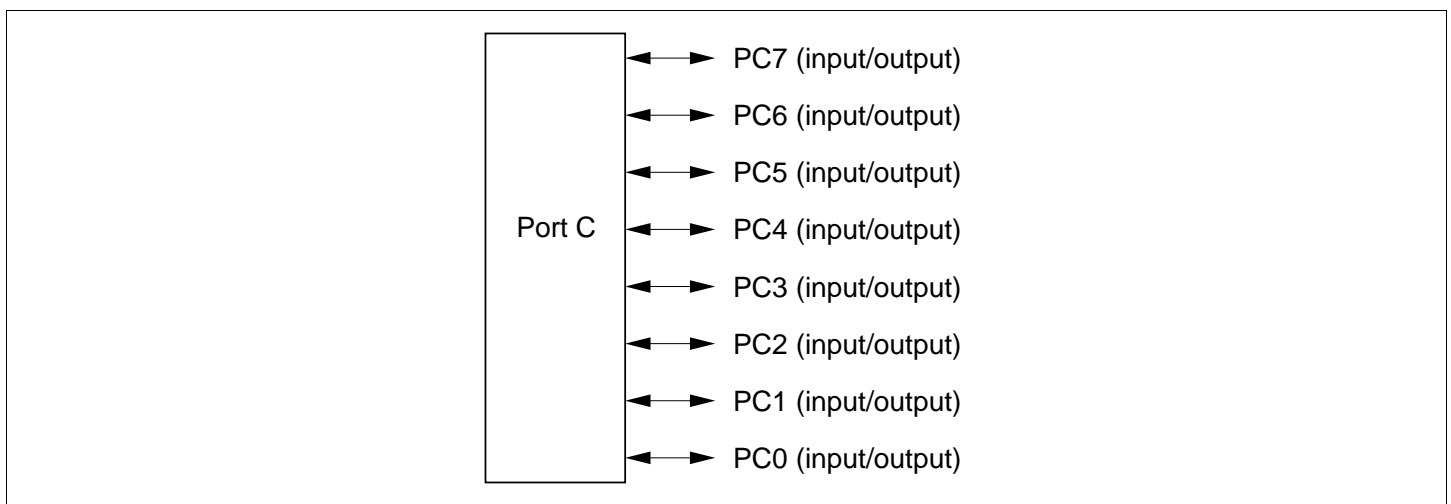 PC7 (input/output)
PC6 (input/output)
PC5 (input/output)
Port C
PC4 (input/output)
PC3 (input/output)
PC2 (input/output)
PC1 (input/output)
PC0 (input/output)